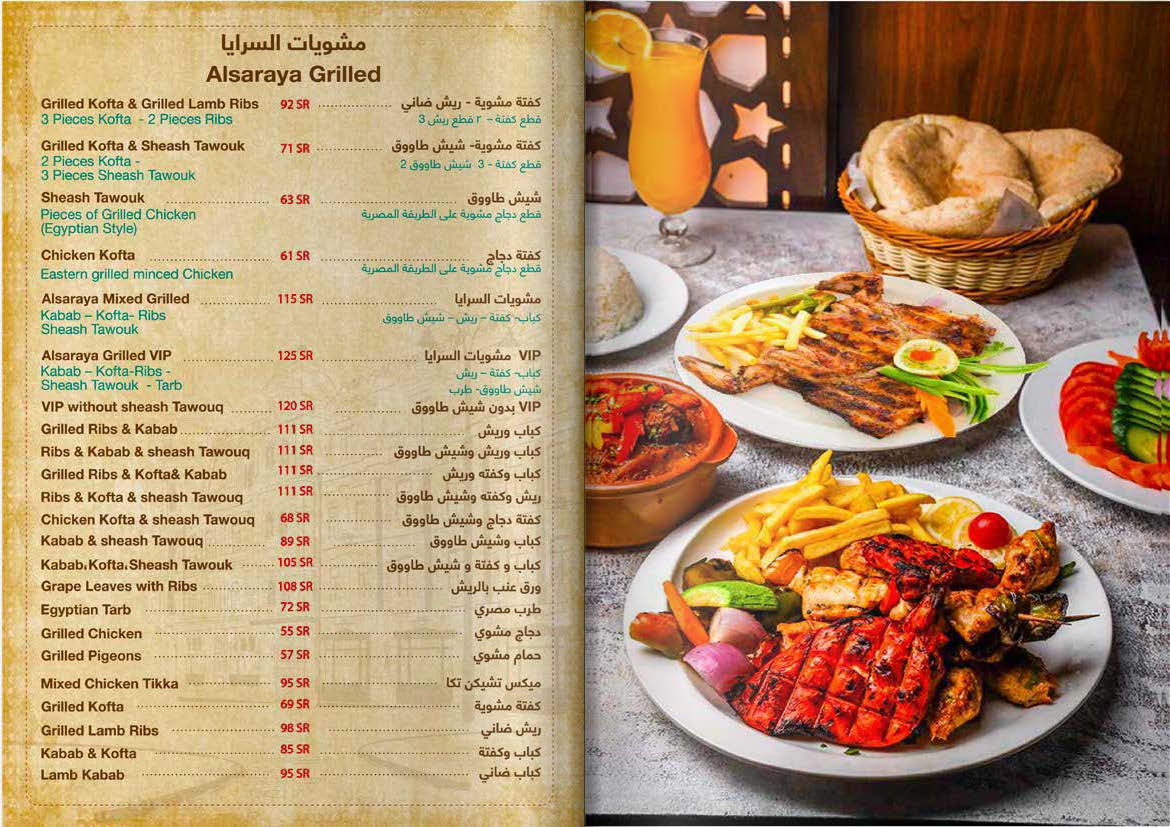 مشويات السرايا
Alsaraya Grilled
Grilled Kofta & Grilled Lamb Ribs 92 SR كفتة مشوية - ريش ضاني
3 Pieces Kofta - 2 Pieces Ribs قطع كفتة – ٢ قطع ريش 3
Grilled Kofta & Sheash Tawouk 71 SR كفتة مشوية- شيش طاووق
2 Pieces Kofta - قطع كفتة - 3 شيش طاووق 2
3 Pieces Sheash Tawouk
Sheash Tawouk 63 SR شيش طاووق
Pieces of Grilled Chicken قطع دجاج مشوية على الطريقة المصرية
(Egyptian Style)
Chicken Kofta 61 SR كفتة دجاج
Eastern grilled minced Chicken قطع دجاج مشوية على الطريقة المصرية
Alsaraya Mixed Grilled 115 SR مشويات السرايا
Kabab – Kofta- Ribs كباب- كفتة – ريش – شيش طاووق
Sheash Tawouk
Alsaraya Grilled VIP 125 SR VIP مشويات السرايا
Kabab – Kofta-Ribs - كباب- كفتة – ريش
Sheash Tawouk - Tarb شيش طاووق- طرب
VIP without sheash Tawouq 120 SR VIP بدون شيش طاووق
Grilled Ribs & Kabab 111 SR كباب وريش
Ribs & Kabab & sheash Tawouq 111 SR كباب وريش وشيش طاووق
Grilled Ribs & Kofta& Kabab 111 SR كباب وكفته وريش
Ribs & Kofta & sheash Tawouq 111 SR ريش وكفته وشيش طاووق
Chicken Kofta & sheash Tawouq 68 SR كفتة دجاج وشيش طاووق
Kabab & sheash Tawouq 89 SR كباب وشيش طاووق
Kabab،Kofta،Sheash Tawouk 105 SR كباب و كفتة و شيش طاووق
Grape Leaves with Ribs 108 SR ورق عنب بالريش
Egyptian Tarb 72 SR طرب مصري
Grilled Chicken 55 SR دجاج مشوي
Grilled Pigeons 57 SR حمام مشوي
Mixed Chicken Tikka 95 SR ميكس تشيكن تكا
Grilled Kofta 69 SR كفتة مشوية
Grilled Lamb Ribs 98 SR ريش ضاني
Kabab & Kofta 85 SR كباب وكفتة
Lamb Kabab 95 SR كباب ضاني